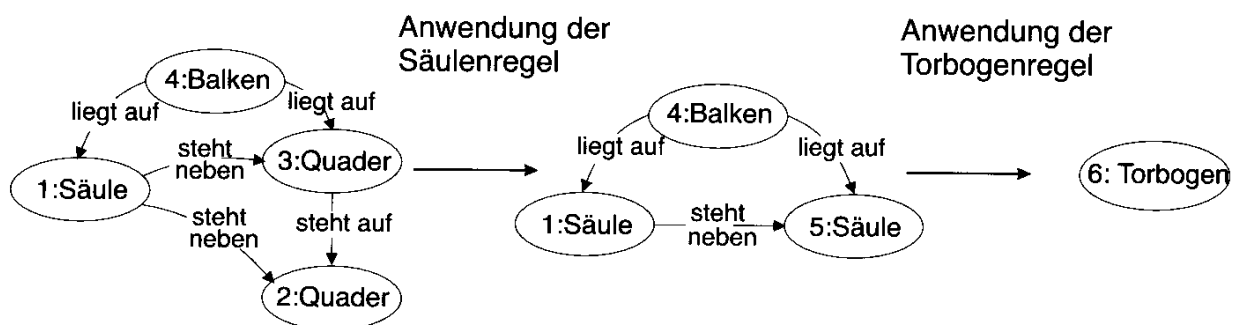 Anwendung der
Säulenregel
Anwendung der
Torbogenregel
4:Balken
liegt auf
liegt auf
steht
neben
3:Quader
1:Säule
steht
neben
steht auf
2:Quader
4:Balken
liegt auf
liegt auf
1:Säule
steht
neben
5:Säule
6: Torbogen